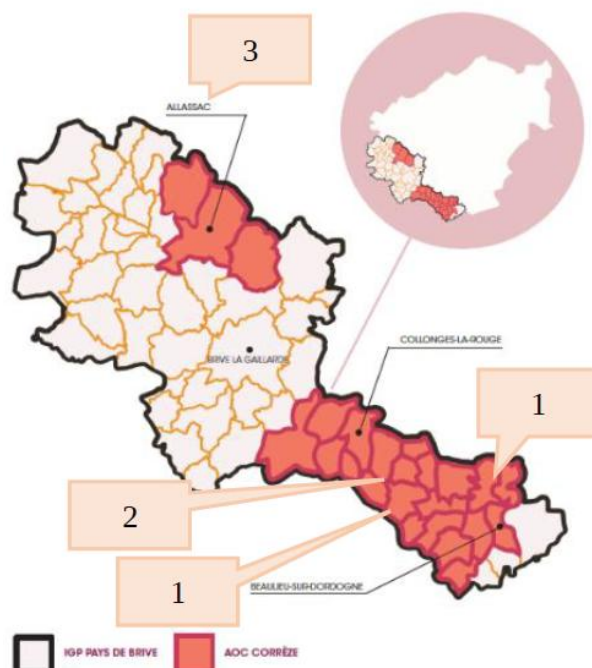 3
ALLASSAC
COLLONGES-LA-ROUGE
BRIVE LA GAILLARDE
1
2
1
BEAULIEU-SUR-DORDOGNE
IGP PAYS DE BRIVE
AOC CORRÈZE